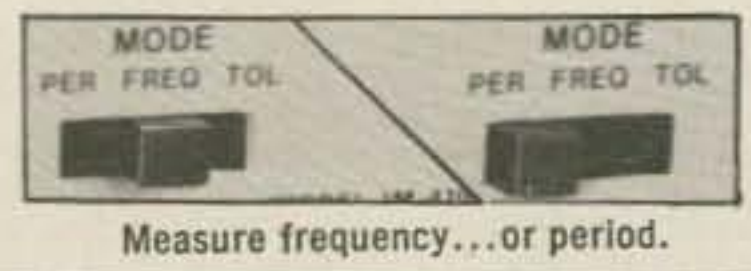 MODE
PER FREQ TOL
MODE
PER FREQ TOL
Measure frequency...or period.